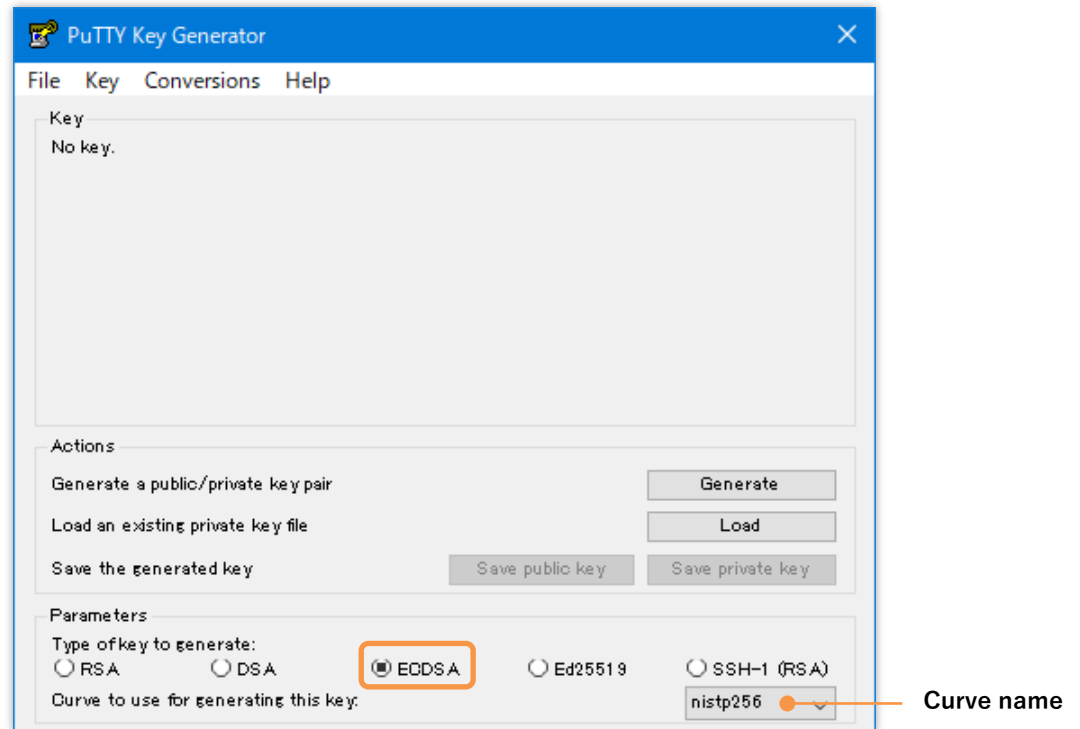 PuTTY Key Generator
File Key Conversions Help
Key
No key.
Actions
Generate a public/private key pair Generate
Load an existing private key file Load
Save the generated key Save public key Save private key
Parameters
Type of key to generate:
RSA DSA ECDSA Ed25519 SSH-1 (RSA)
Curve to use for generating this key: nistp256 Curve name